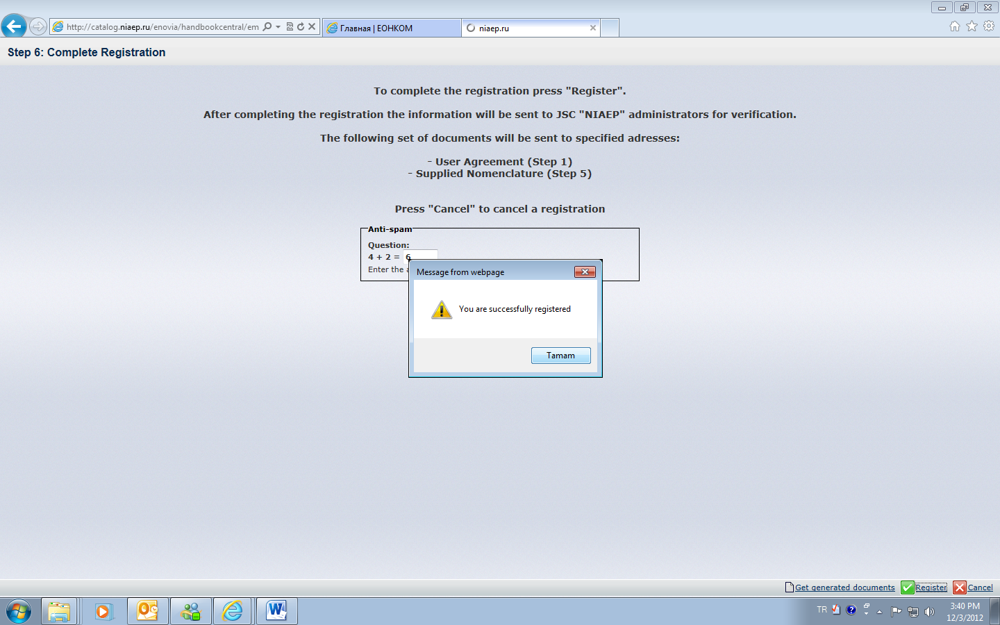 http://catalog.niaep.ru/enovia/handbookcentral/em
Главная | ЕОНКОМ
niaep.ru
Step 6: Complete Registration
To complete the registration press "Register".
After completing the registration the information will be sent to JSC "NIAEP" administrators for verification.
The following set of documents will be sent to specified adresses:
- User Agreement (Step 1)
- Supplied Nomenclature (Step 5)
Press "Cancel" to cancel a registration
Anti-spam
Question:
4 + 2 = 6
Enter the
Message from webpage
You are successfully registered
Tamam
Get generated documents
Register
Cancel
TR
3:40 PM
12/3/2012